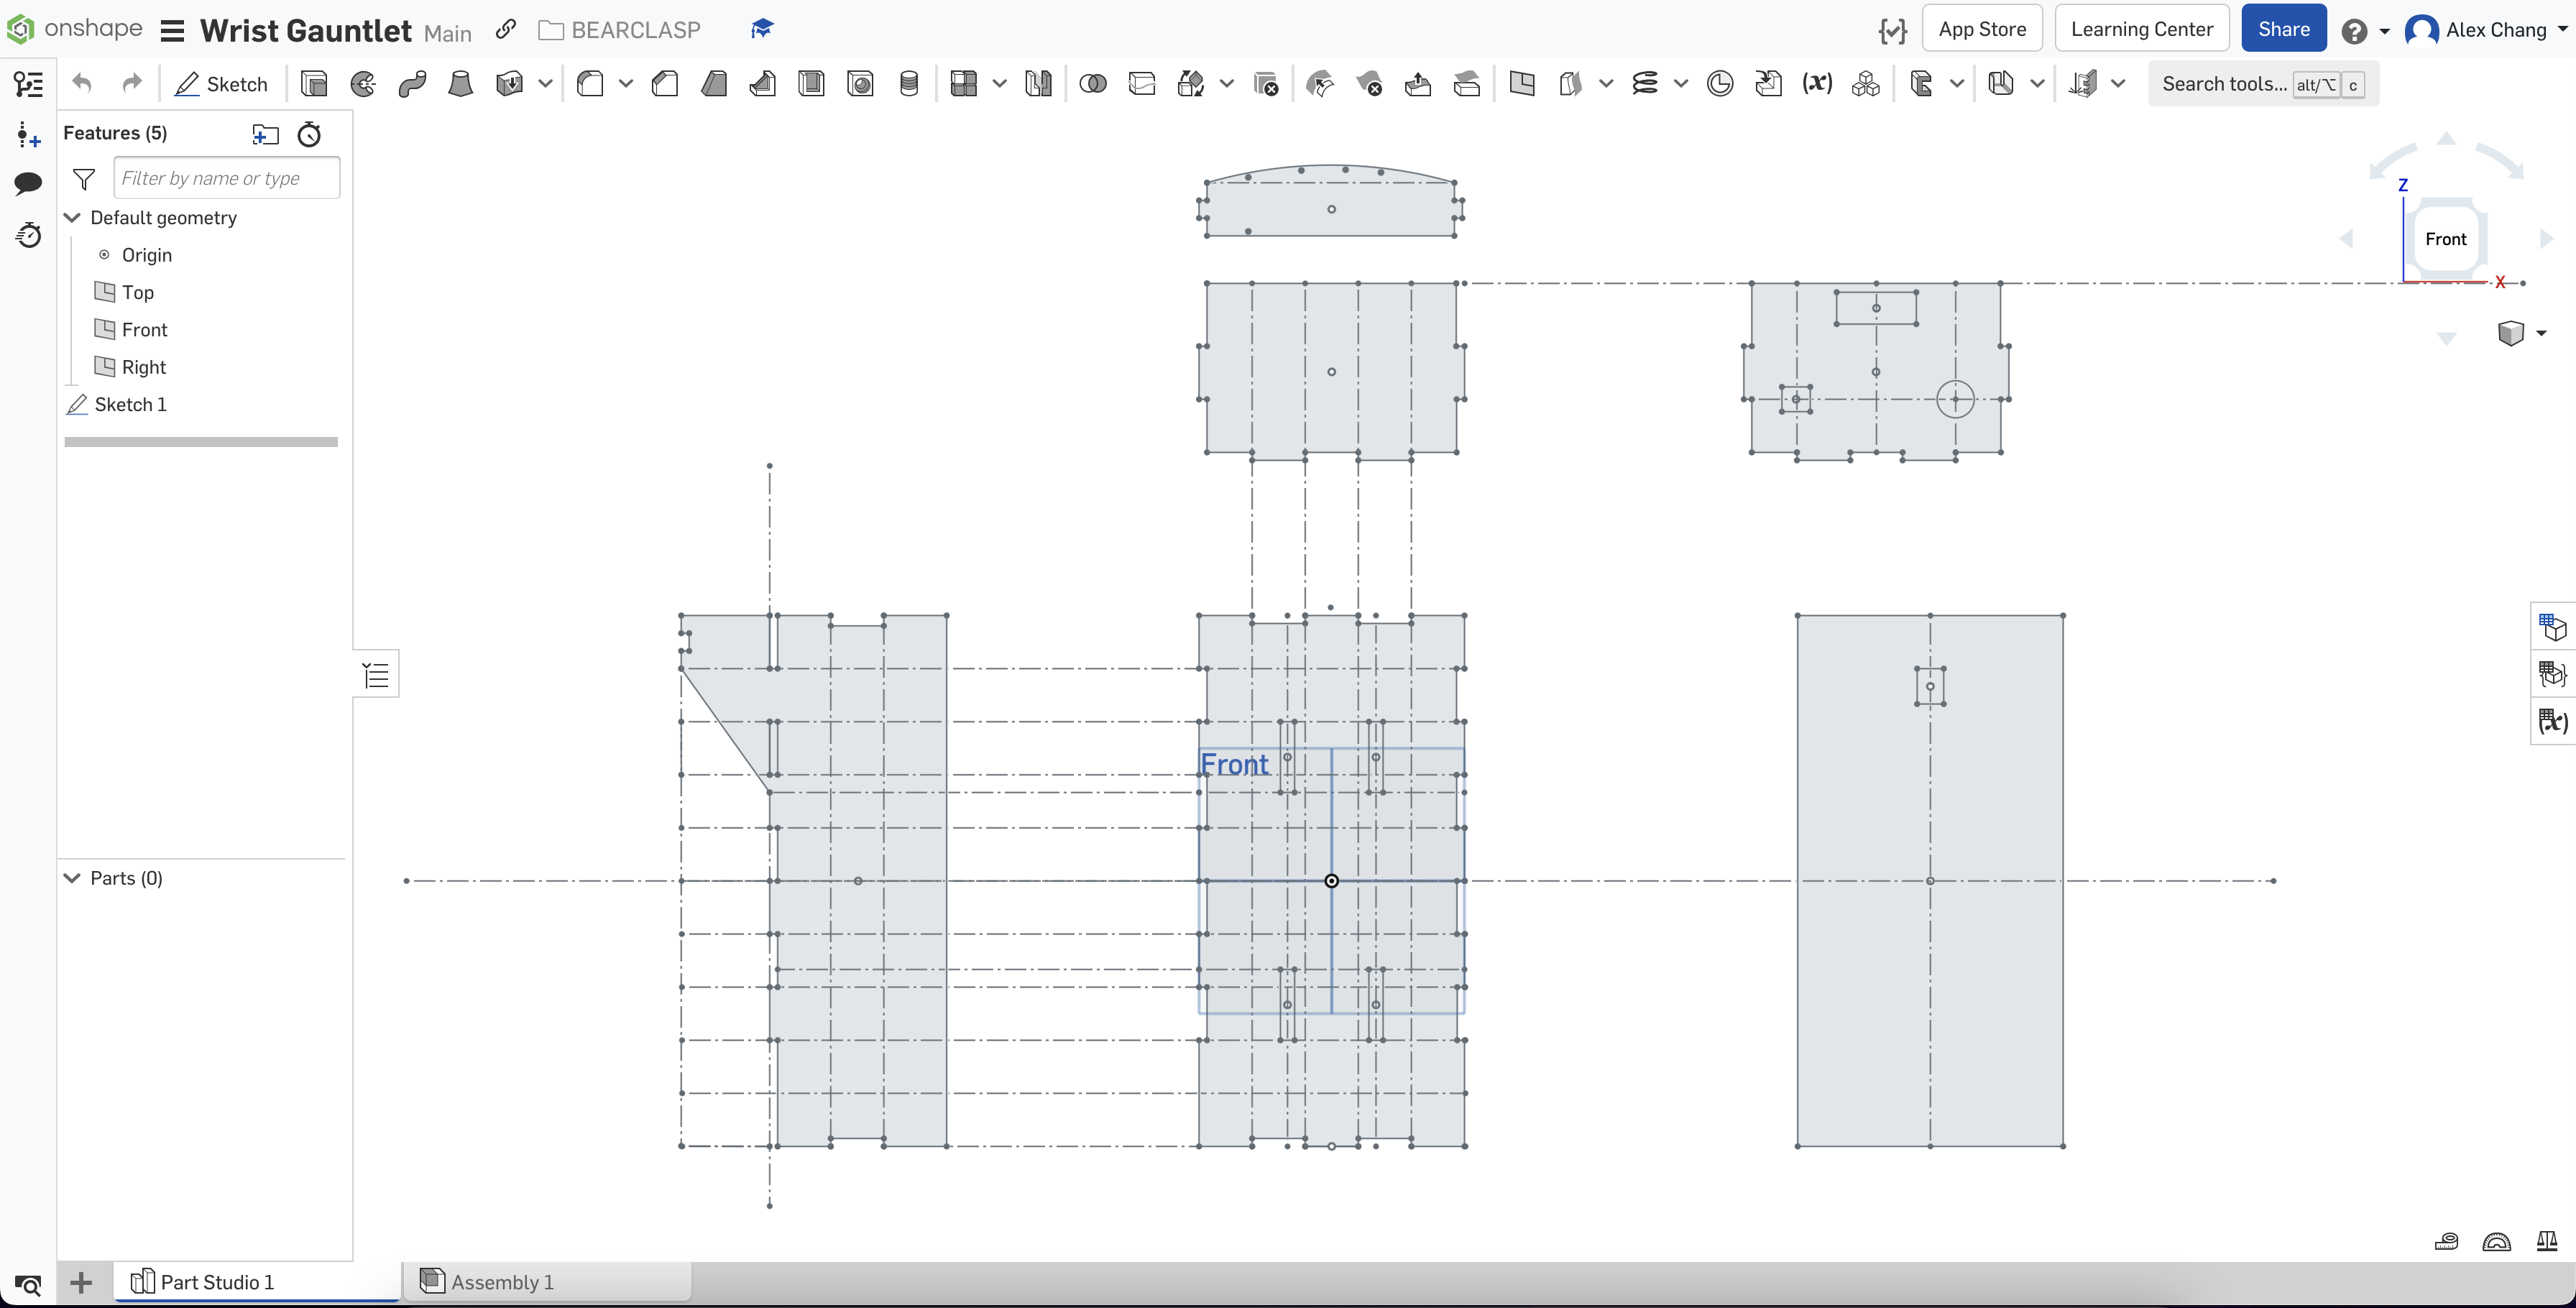 onshape Wrist Gauntlet Main BEARCLASP App Store Learning Center Share Alex Chang
Sketch Search tools... alt/⌥ c
Features (5)
Filter by name or type
Default geometry
Origin
Top
Front
Right
Sketch 1
Parts (0)
Z
Front
X
Front
(x)
(x)
Part Studio 1
Assembly 1